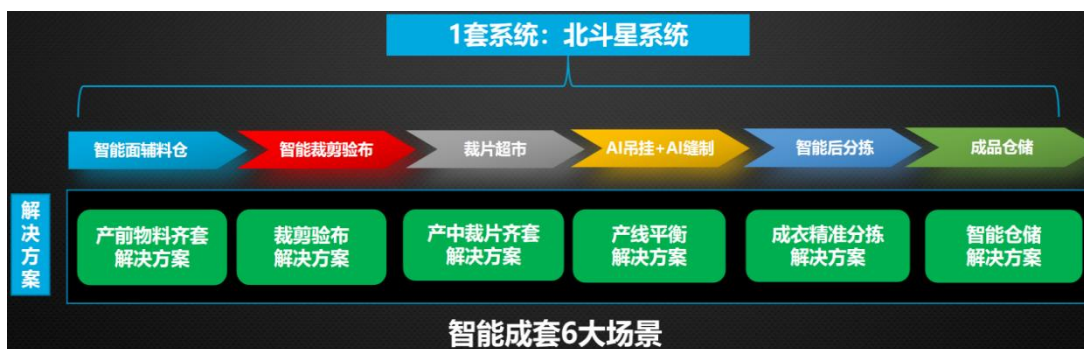 1套系统：北斗星系统
智能面辅料仓
智能裁剪验布
裁片超市
AI吊挂+AI缝制
智能后分拣
成品仓储
解决方案
产前物料齐套
解决方案
裁剪验布
解决方案
产中裁片齐套
解决方案
产线平衡
解决方案
成衣精准分拣
解决方案
智能仓储
解决方案
智能成套6大场景